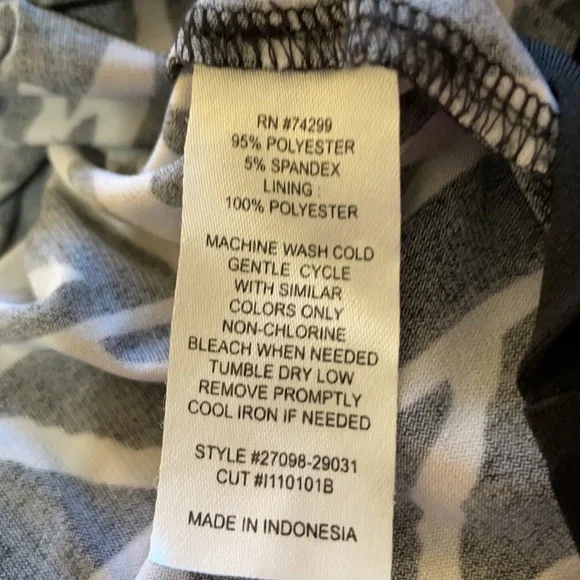 RN #74299
95% POLYESTER
5% SPANDEX
LINING :
100% POLYESTER
MACHINE WASH COLD
GENTLE CYCLE
WITH SIMILAR
COLORS ONLY
NON-CHLORINE
BLEACH WHEN NEEDED
TUMBLE DRY LOW
REMOVE PROMPTLY
COOL IRON IF NEEDED
STYLE #27098-29031
CUT #I110101B
MADE IN INDONESIA